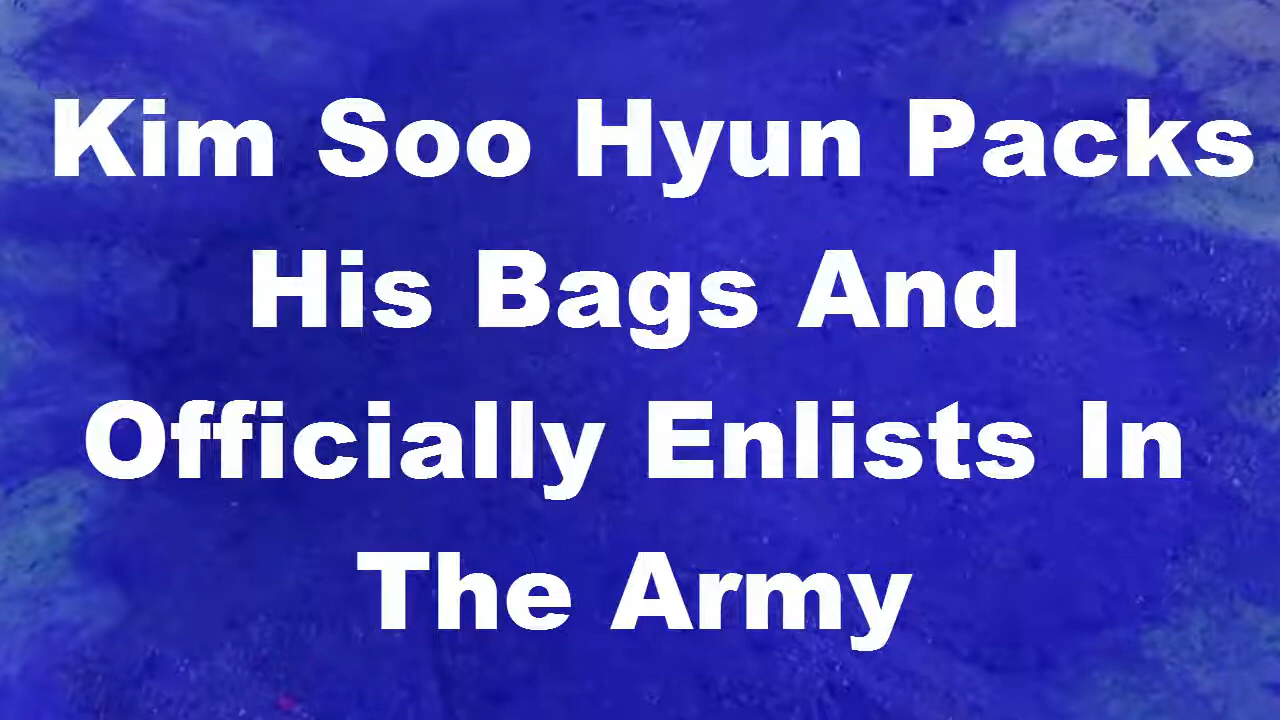 Kim Soo Hyun Packs
His Bags And
Officially Enlists In
The Army